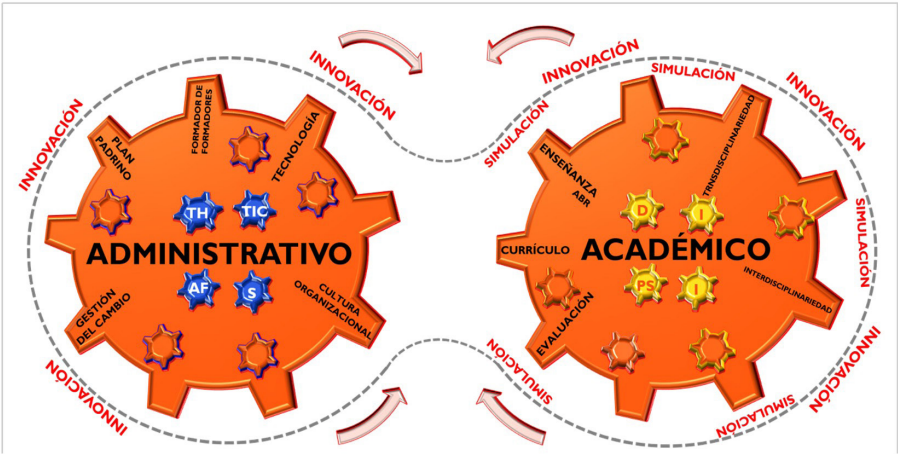 INNOVACIÓN
INNOVACIÓN
INNOVACIÓN
PLAN
PADRINO
FORMADOR DE
FORMADORES
TECNOLOGÍA
TH
TIC
ADMINISTRATIVO
AF
S
GESTIÓN
DEL CAMBIO
CULTURA
ORGANIZACIONAL
INNOVACIÓN
INNOVACIÓN
SIMULACIÓN
INNOVACIÓN
SIMULACIÓN
ENSEÑANZA
ABR
TRNSDISCIPLINARIEDAD
D
I
SIMULACIÓN
CURRÍCULO
ACADÉMICO
PS
I
INTERDISCIPLINARIEDAD
EVALUACIÓN
SIMULACIÓN
INNOVACIÓN
SIMULACIÓN